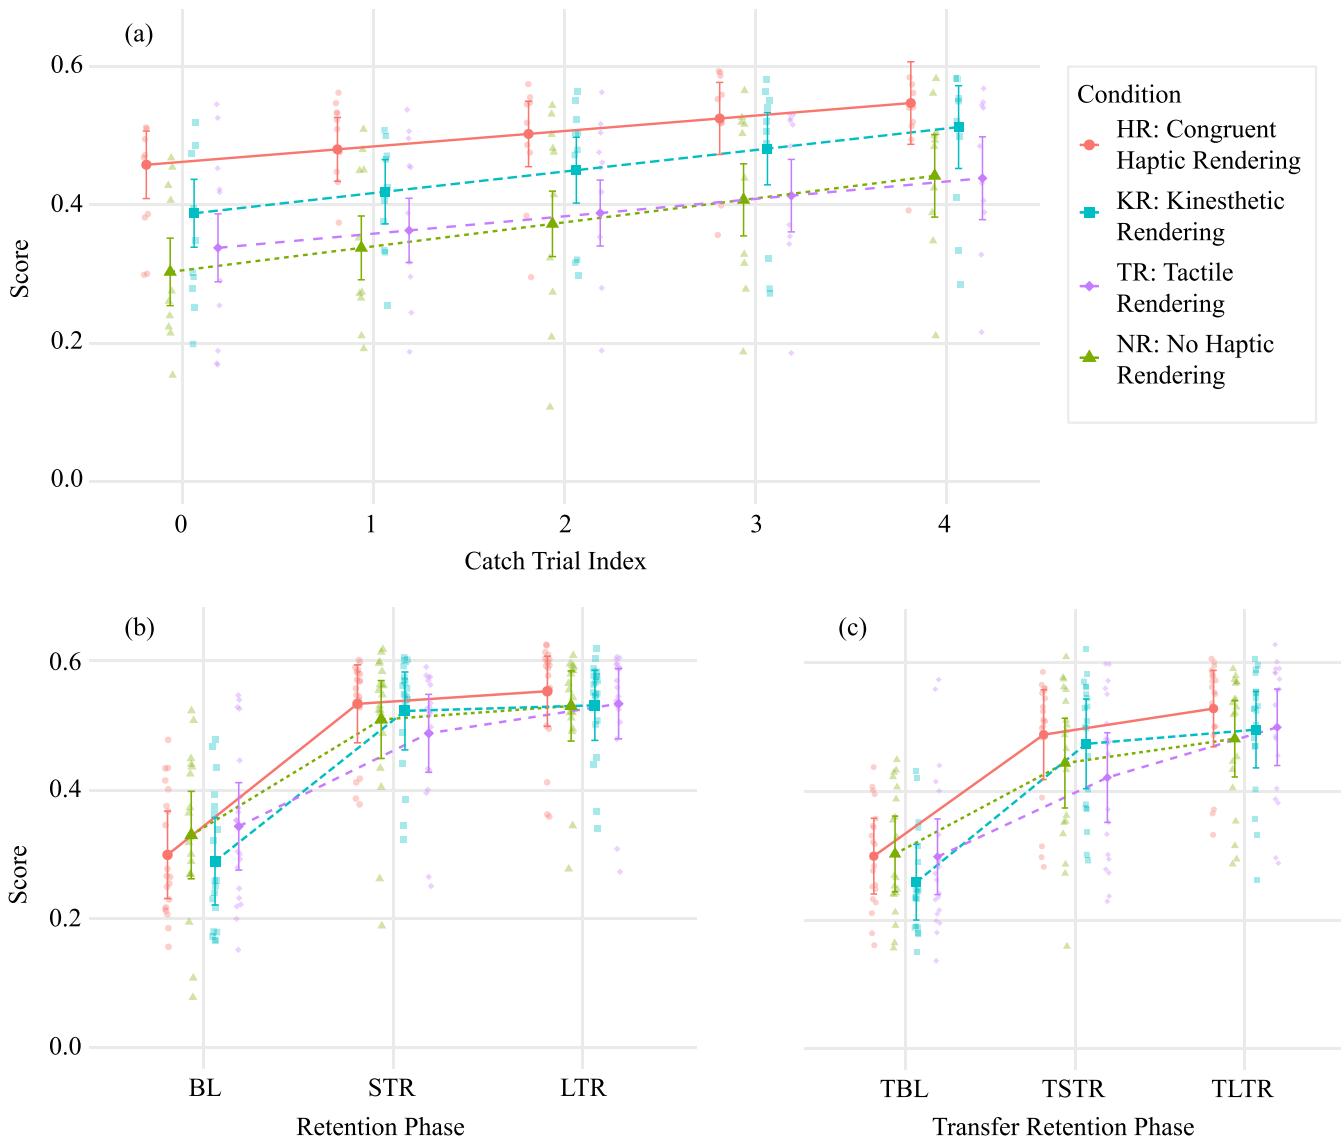 (a)
0.6
0.4
0.2
0.0
Score
0 1 2 3 4
Catch Trial Index
Condition
HR: Congruent
Haptic Rendering
KR: Kinesthetic
Rendering
TR: Tactile
Rendering
NR: No Haptic
Rendering
(b)
0.6
0.4
0.2
0.0
Score
BL STR LTR
Retention Phase
(c)
TBL TSTR TLTR
Transfer Retention Phase